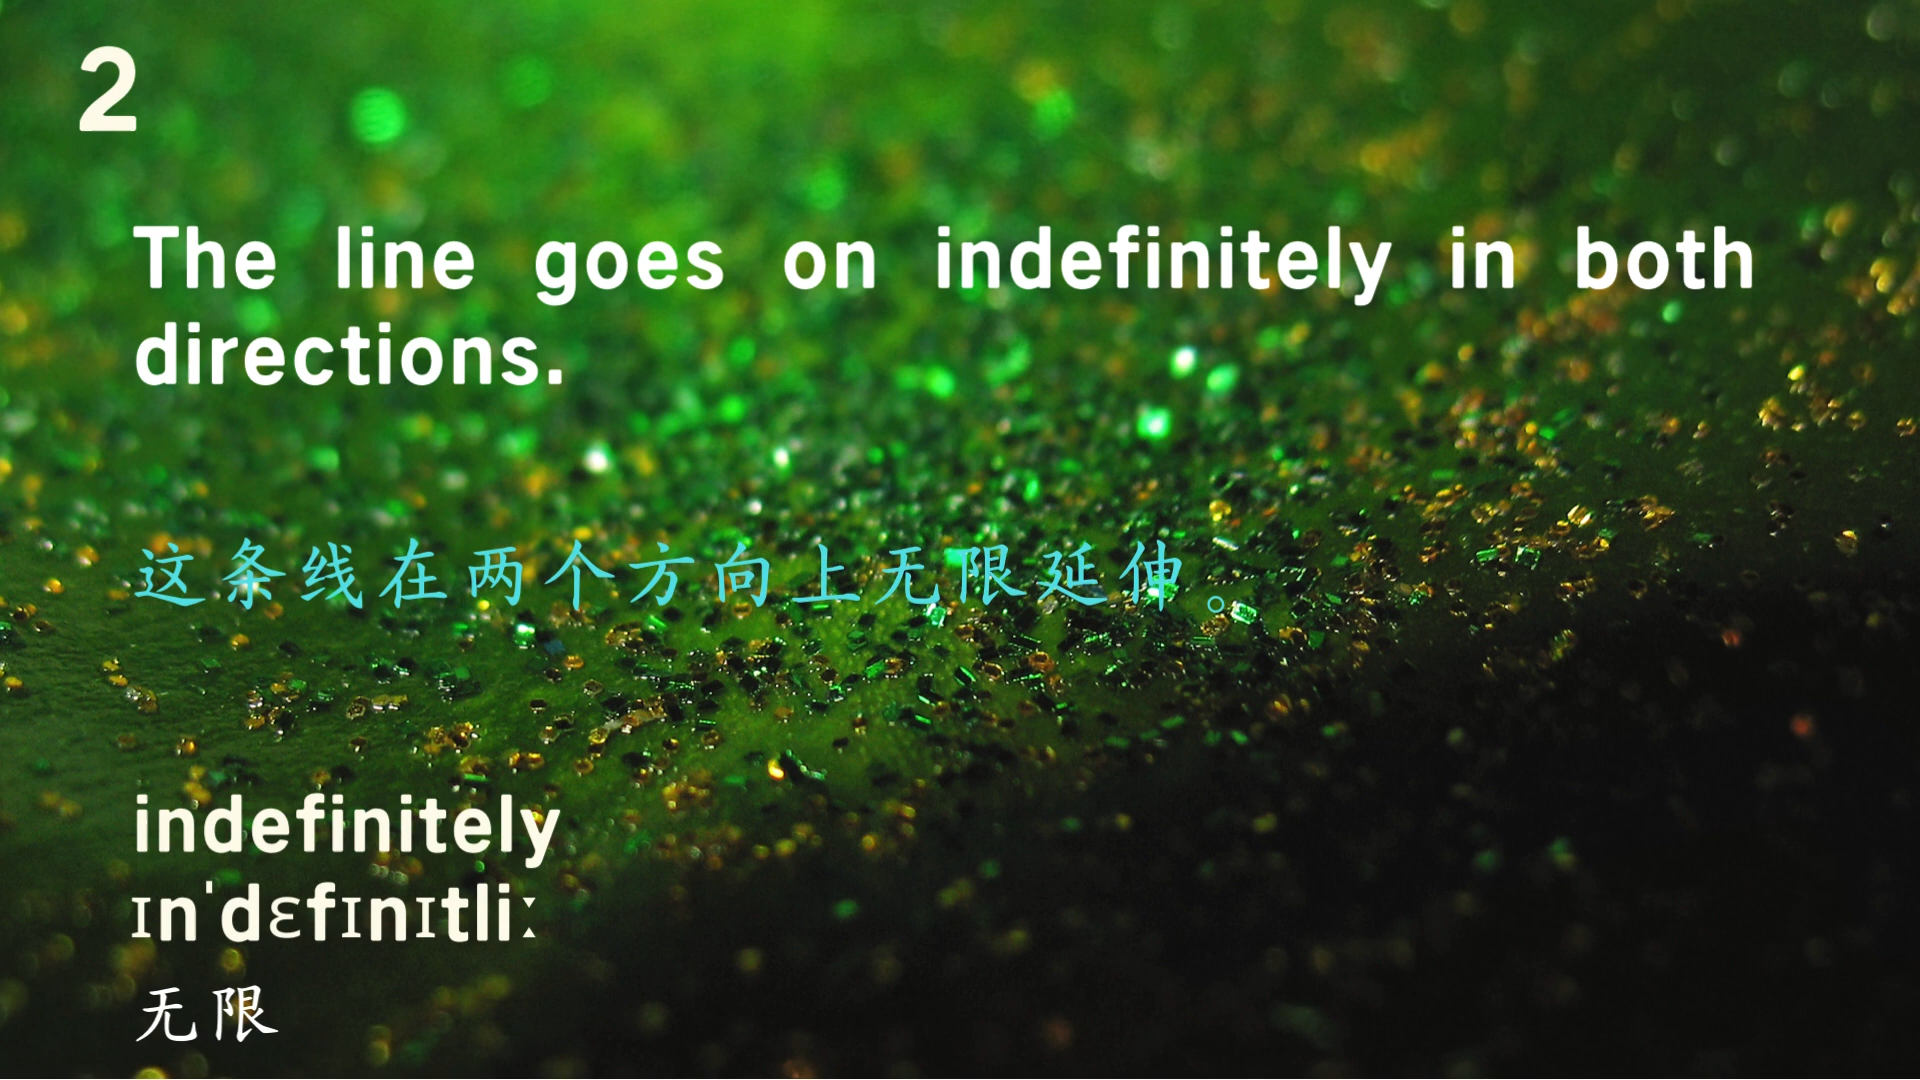 2
The line goes on indefinitely in both
directions.
这条线在两个方向上无限延伸。
indefinitely
ɪnˈdɛfɪnɪtliː
无限